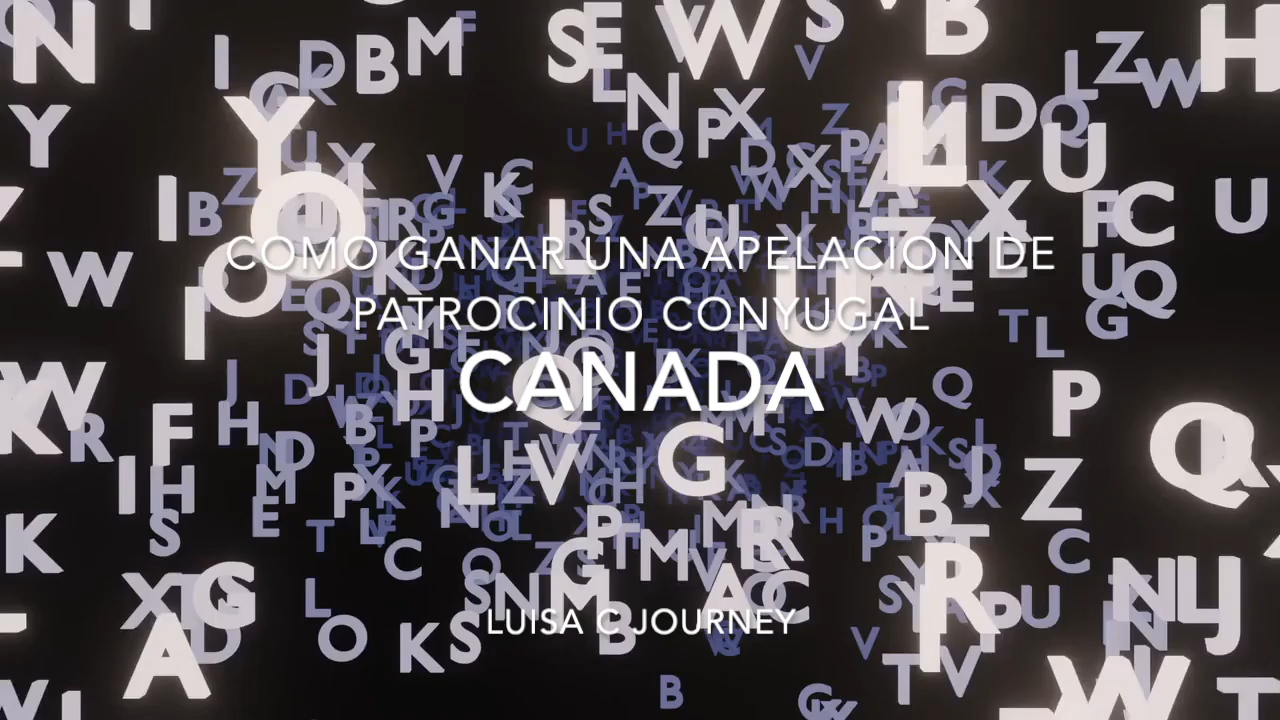 COMO GANAR UNA APELACION DE
PATROCINIO CONYUGAL
CANADA
LUISA C JOURNEY